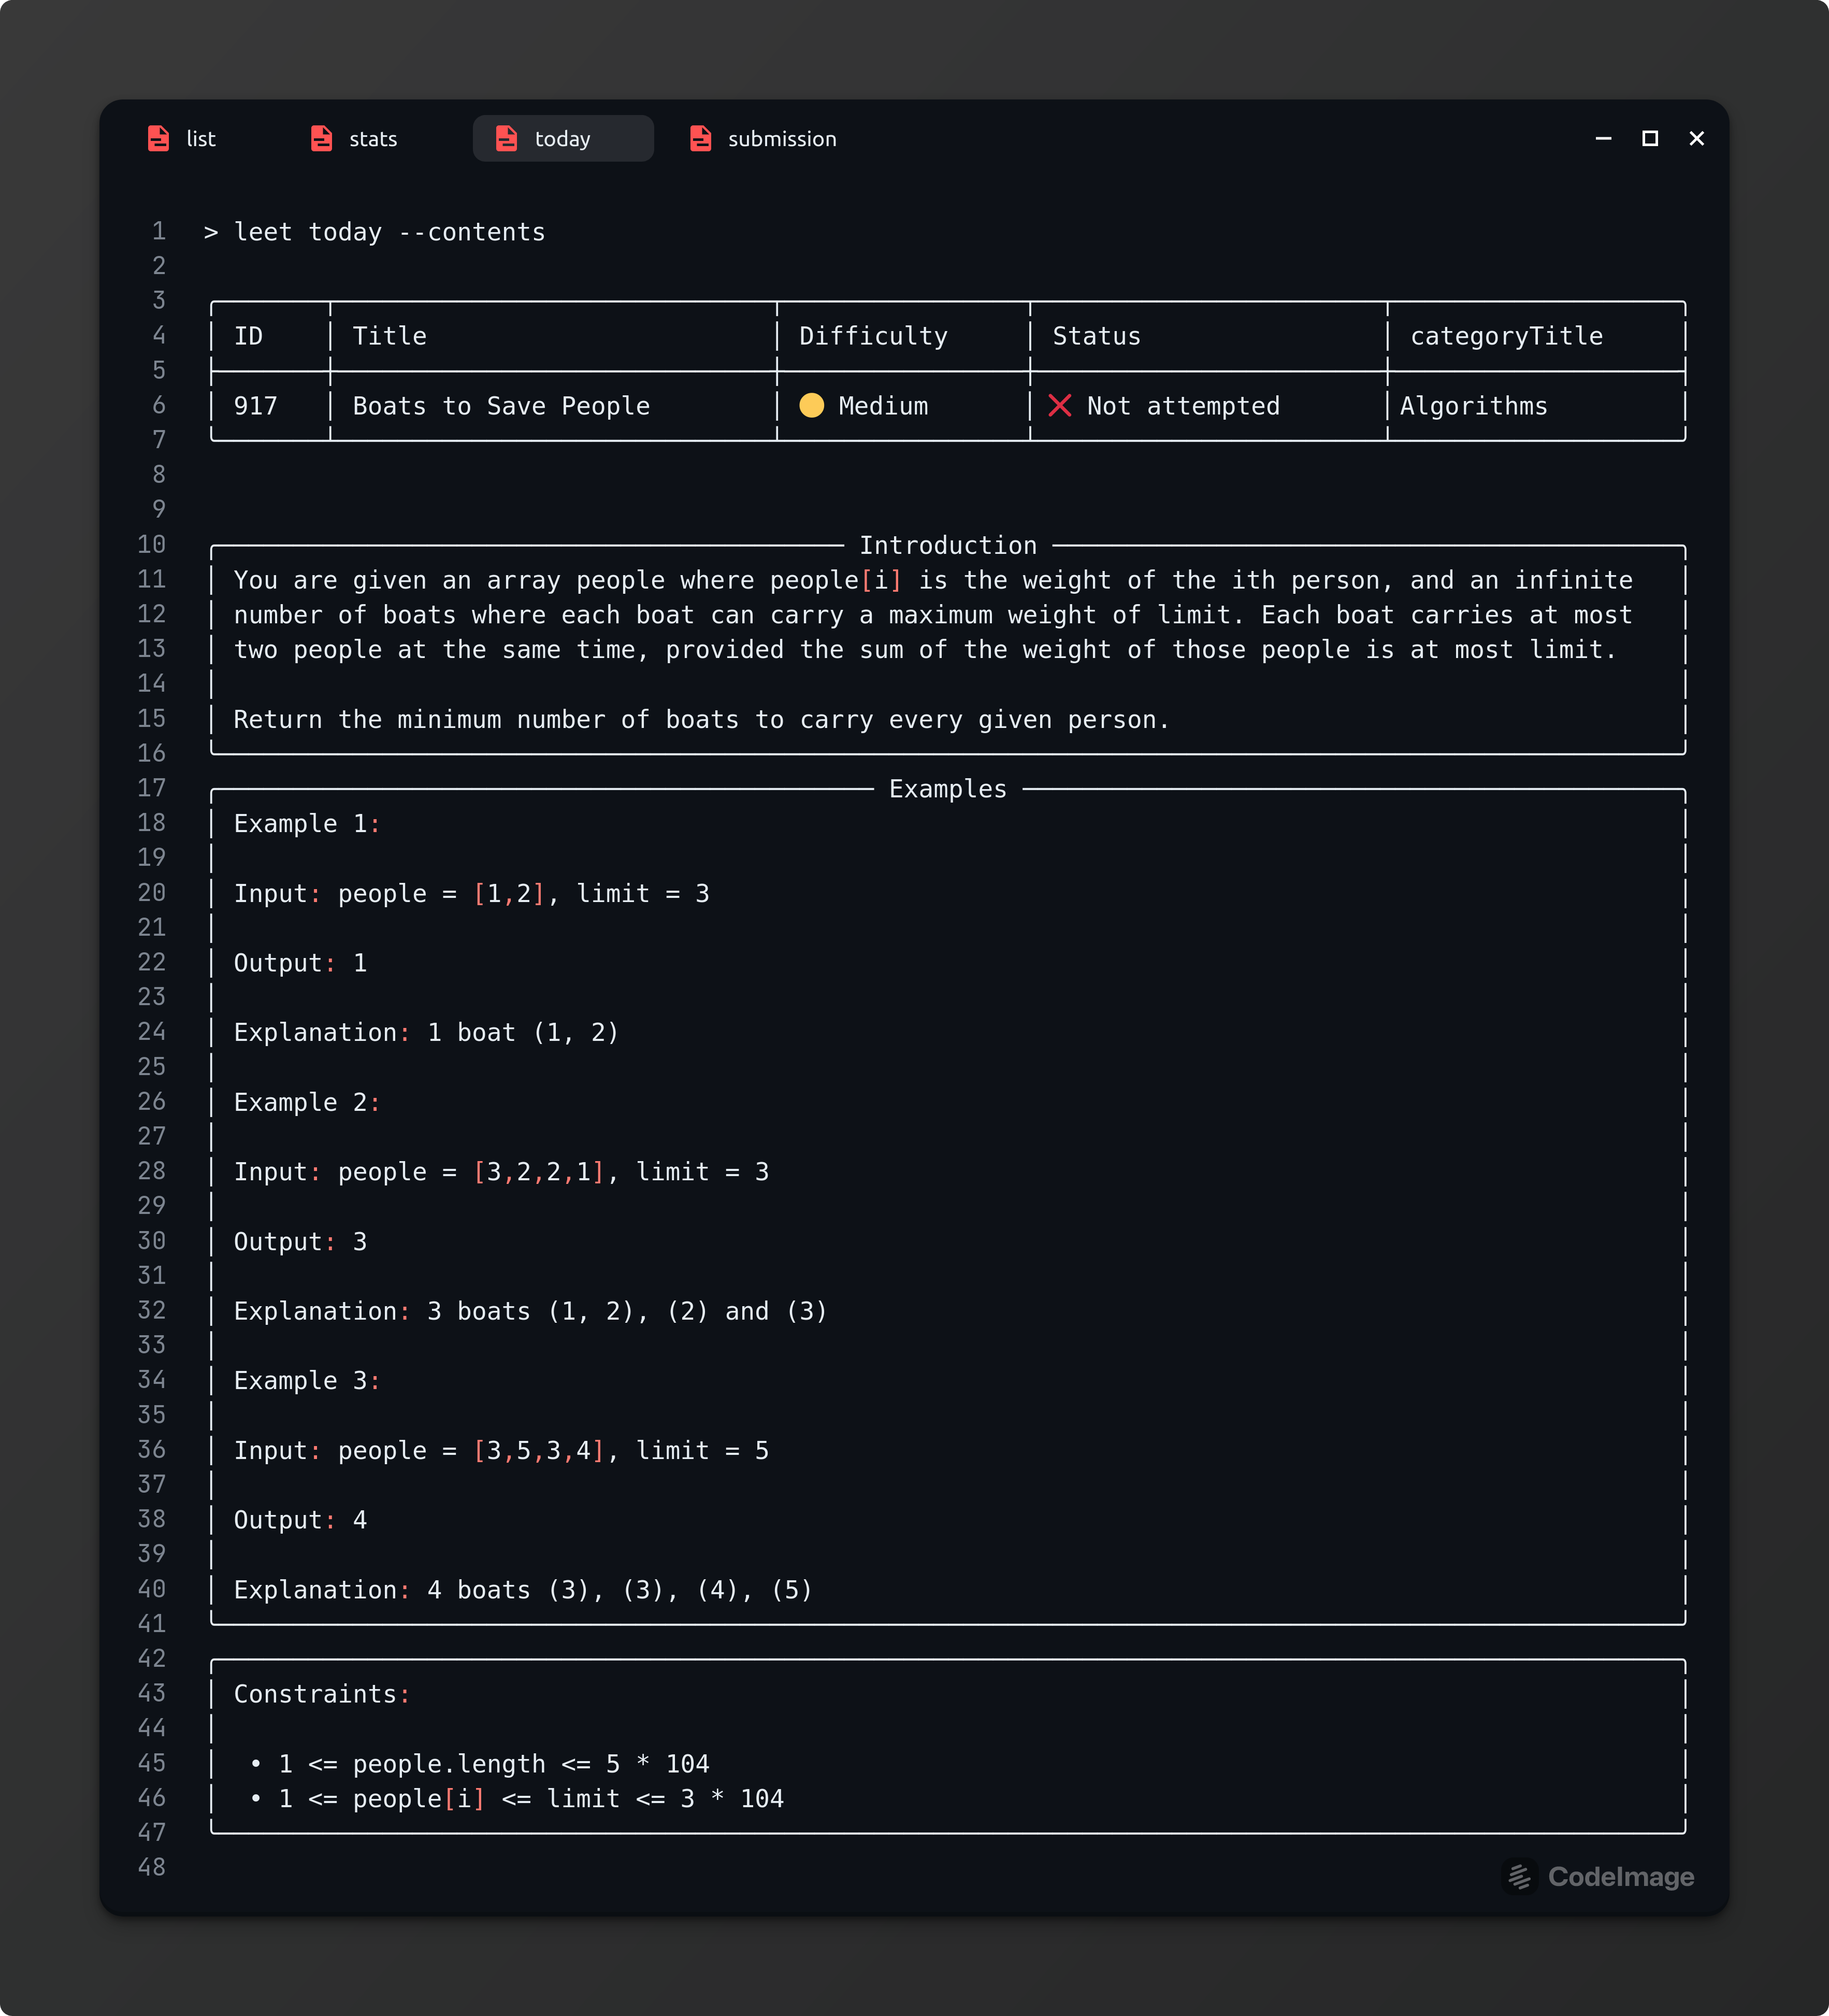 list stats today submission
1 > leet today --contents
2
3
4 ID Title Difficulty Status categoryTitle
5
6 917 Boats to Save People 🟡 Medium ❌ Not attempted Algorithms
7
8
9
10 Introduction
11 You are given an array people where people[i] is the weight of the ith person, and an infinite
12 number of boats where each boat can carry a maximum weight of limit. Each boat carries at most
13 two people at the same time, provided the sum of the weight of those people is at most limit.
14
15 Return the minimum number of boats to carry every given person.
16
17 Examples
18 Example 1:
19
20 Input: people = [1,2], limit = 3
21
22 Output: 1
23
24 Explanation: 1 boat (1, 2)
25
26 Example 2:
27
28 Input: people = [3,2,2,1], limit = 3
29
30 Output: 3
31
32 Explanation: 3 boats (1, 2), (2) and (3)
33
34 Example 3:
35
36 Input: people = [3,5,3,4], limit = 5
37
38 Output: 4
39
40 Explanation: 4 boats (3), (3), (4), (5)
41
42
43 Constraints:
44
45 • 1 <= people.length <= 5 * 104
46 • 1 <= people[i] <= limit <= 3 * 104
47
48
CodeImage